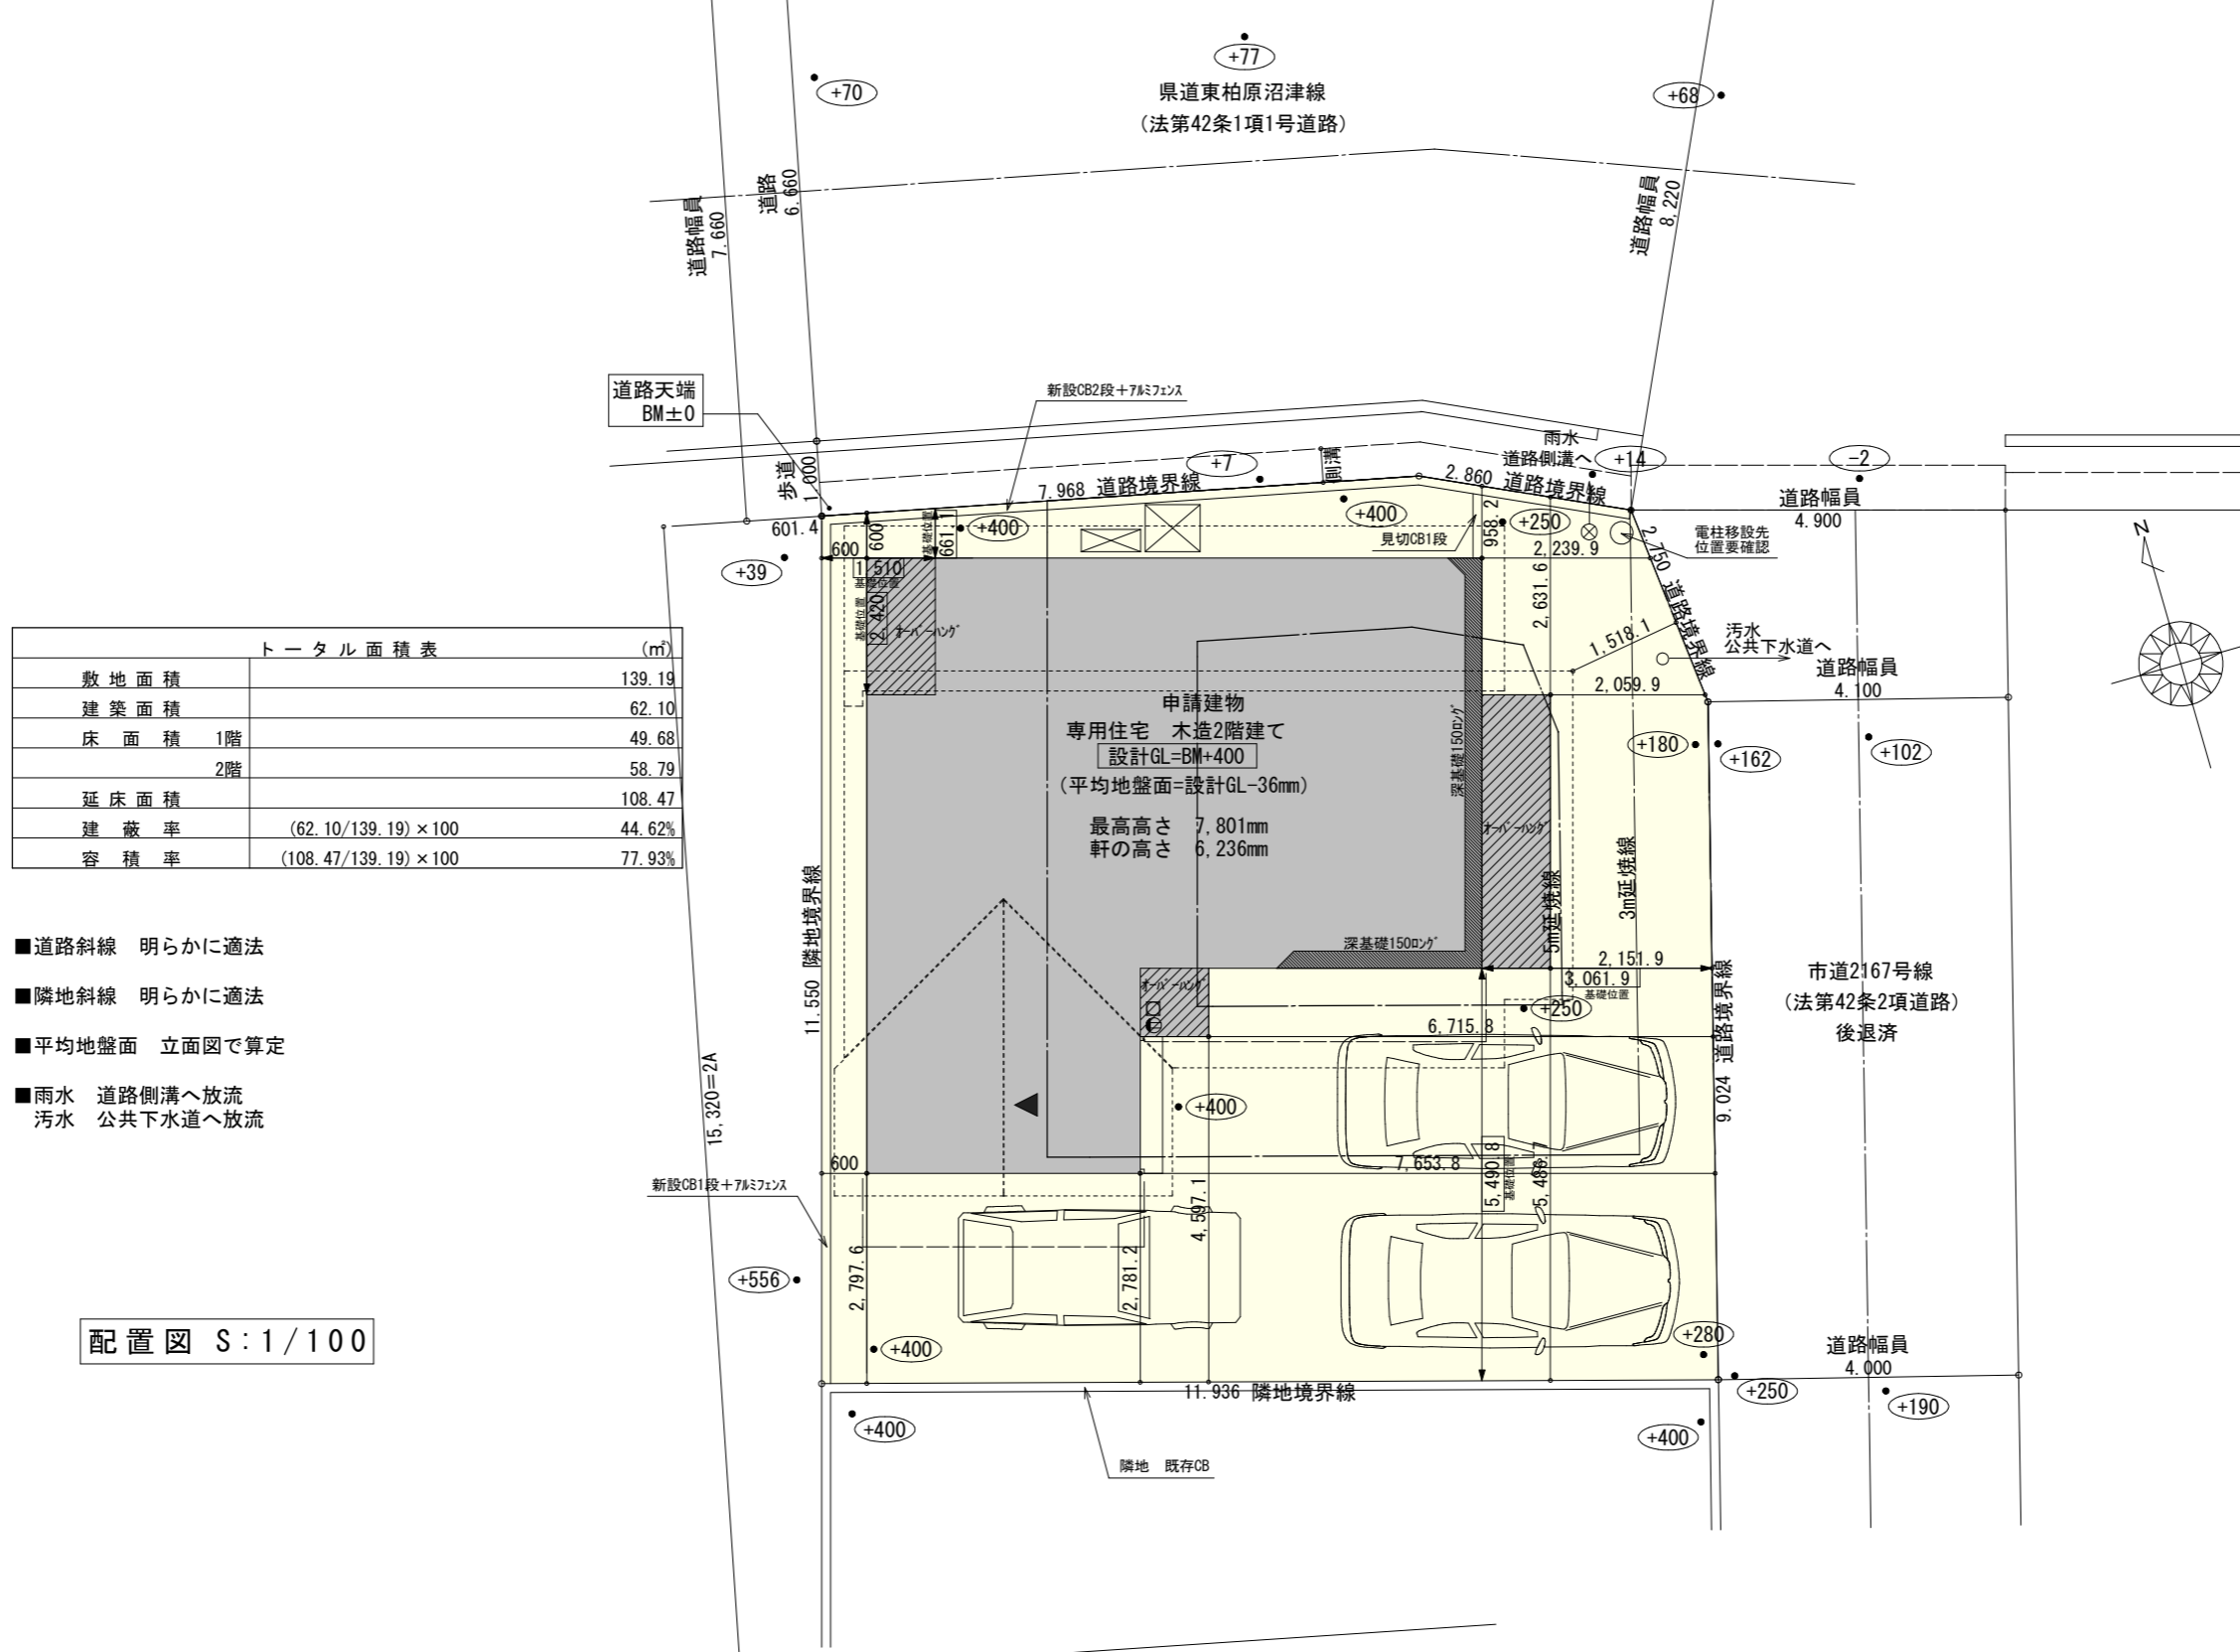 +77
+70
県道東柏原沼津線
+68
(法第42条1項1号道路)
道路
6.660
道路幅員
7.660
道路幅員
8.220
道路天端
BM±0
新設CB2段+アルミフェンス
歩道
1.000
+7
側溝
雨水
道路側溝へ
+14
-2
7.968 道路境界線
2.860 道路境界線
道路幅員
4.900
601.4
+39
600
600
基礎位置
661.1
+400
+400
見切CB1段
958.2
+250
2,239.9
電柱移設先
位置要確認
N
1,510
基礎位置
基礎位置
2,420
オーバーハング
2,631.6
2.750 道路境界線
1,518.1
汚水
公共下水道へ
道路幅員
4.100
2,059.9
トータル面積表 (㎡)
敷地面積 139.19
建築面積 62.10
床面積 1階 49.68
2階 58.79
延床面積 108.47
建蔽率 (62.10/139.19)×100 44.62%
容積率 (108.47/139.19)×100 77.93%
申請建物
専用住宅 木造2階建て
設計GL=BM+400
(平均地盤面=設計GL-36mm)
最高高さ 7,801mm
軒の高さ 6,236mm
深基礎150ロング
オーバーハング
+180
+162
+102
5m延焼線
3m延焼線
深基礎150ロング
2,151.9
3,061.9
基礎位置
市道2167号線
(法第42条2項道路)
後退済
11.550 隣地境界線
9.024 道路境界線
オーバーハング
+250
6,715.8
■道路斜線 明らかに適法
■隣地斜線 明らかに適法
■平均地盤面 立面図で算定
■雨水 道路側溝へ放流
汚水 公共下水道へ放流
15,320=2A
+400
600
7,653.8
5,490.8
基礎位置
5,486.7
新設CB1段+アルミフェンス
4,597.1
2,797.6
2,781.2
+556
+400
+280
配置図 S:1/100
道路幅員
4.000
11.936 隣地境界線
+250
+190
+400
+400
隣地 既存CB